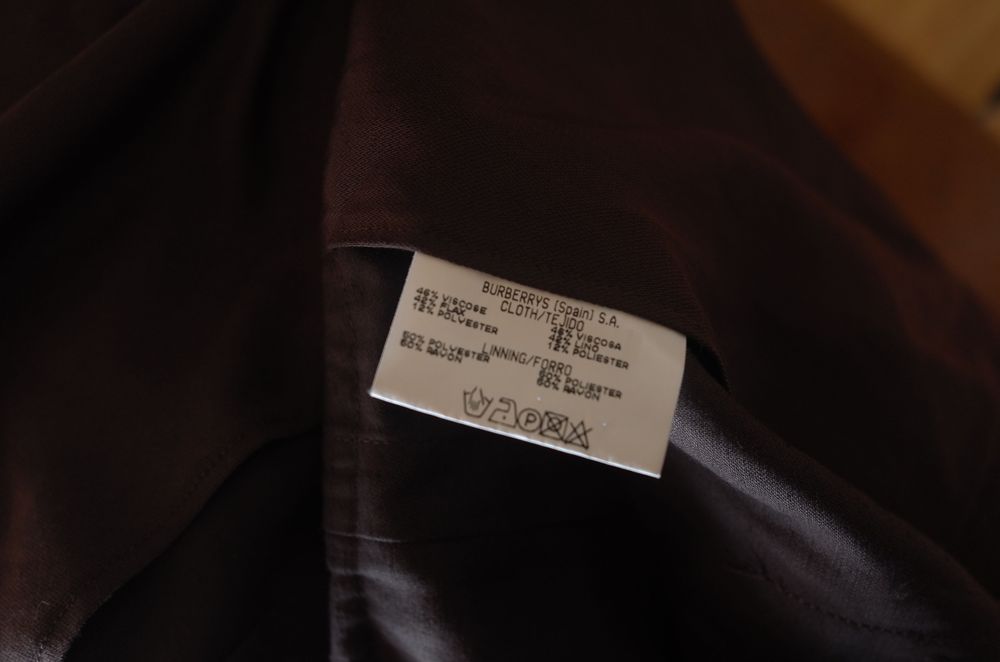 BURBERRYS (Spain) S.A.
CLOTH/TEJIDO
46% VISCOSE
42% FLAX
12% POLYESTER
46% VISCOSA
42% LINO
12% POLIESTER
LINNING/FORRO
50% POLYESTER
50% RAYON
50% POLIESTER
50% RAYON
P